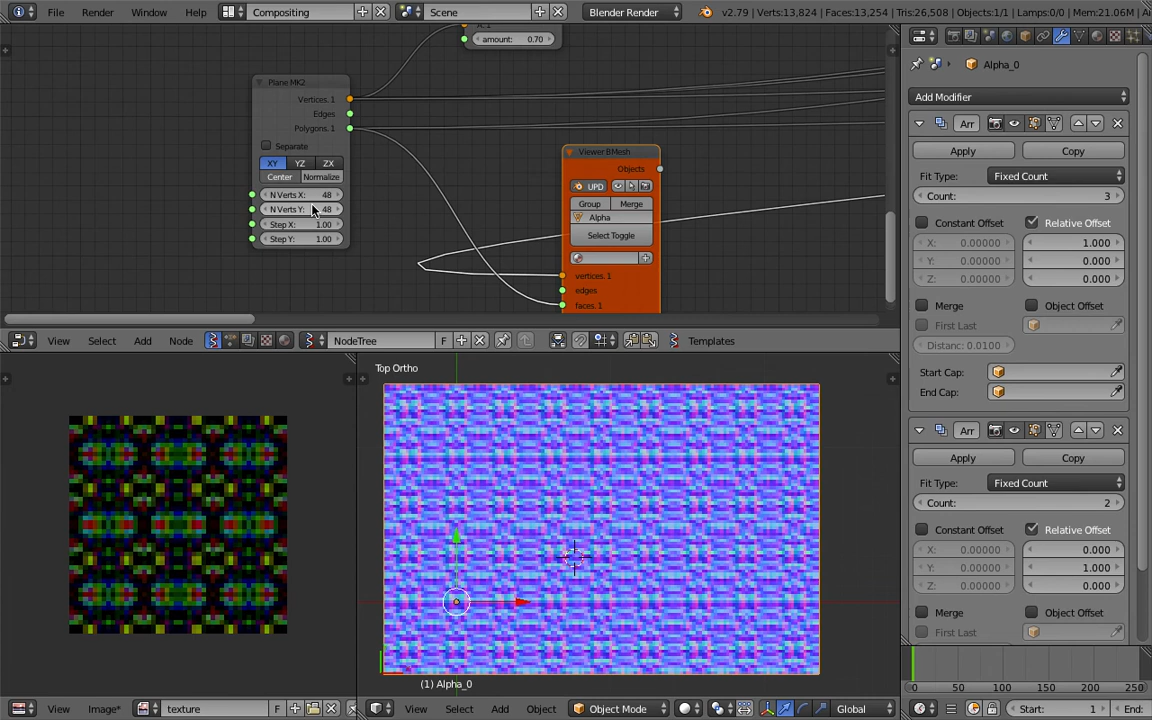 File Render Window Help Compositing Scene Blender Render v2.79 | Verts:13,824 | Faces:13,254 | Tris:26,508 | Objects:1/1 | Lamps:0/0 | Mem:21.06M |
amount: 0.70
Plane MK2
Vertices. 1
Edges
Polygons. 1
Separate
XY YZ ZX
Center Normalize
N Verts X: 48
N Verts Y: 48
Step X: 1.00
Step Y: 1.00
Viewer BMesh
Objects
UPD
Group Merge
Alpha
Select Toggle
vertices. 1
edges
faces. 1
View Select Add Node NodeTree F Templates
Top Ortho
(1) Alpha_0
View Image* texture F
View Select Add Object Object Mode Global
Alpha_0
Add Modifier
Arr
Apply Copy
Fit Type: Fixed Count
Count: 3
Constant Offset Relative Offset
X: 0.00000 1.000
Y: 0.00000 0.000
Z: 0.00000 0.000
Merge Object Offset
First Last
Distanc: 0.0100
Start Cap:
End Cap:
Arr
Apply Copy
Fit Type: Fixed Count
Count: 2
Constant Offset Relative Offset
X: 0.00000 0.000
Y: 0.00000 1.000
Z: 0.00000 0.000
Merge Object Offset
First Last
0 50 100 150 200 250
Start: 1 End: